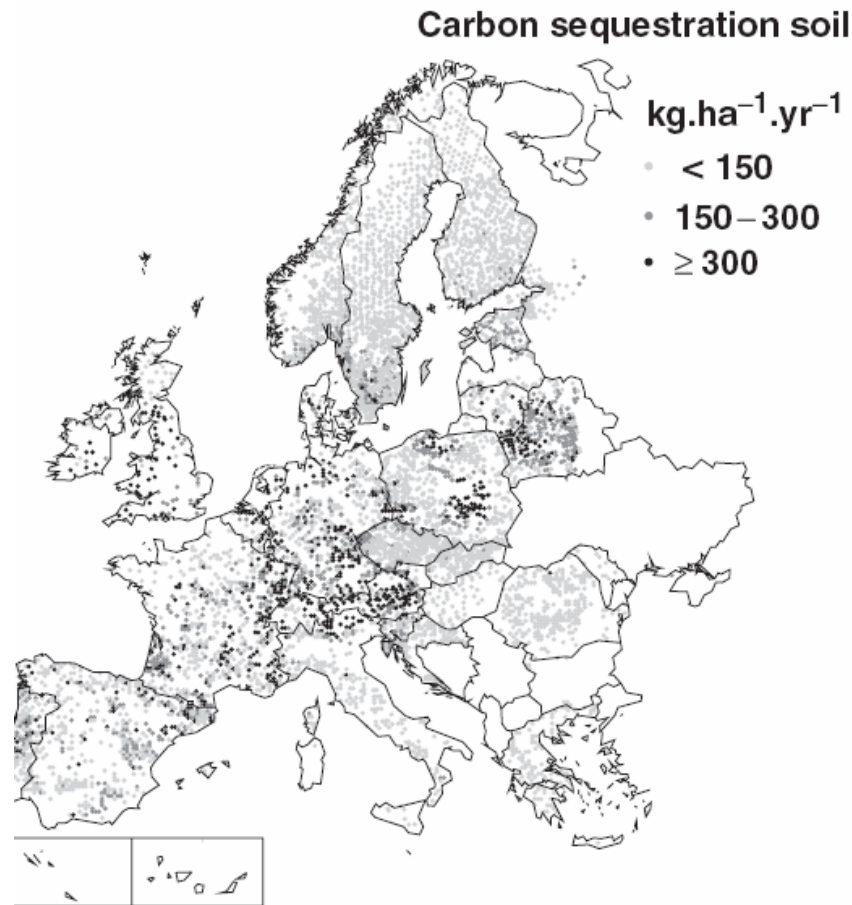 Carbon sequestration soil
kg.ha⁻¹.yr⁻¹
< 150
150–300
≥ 300